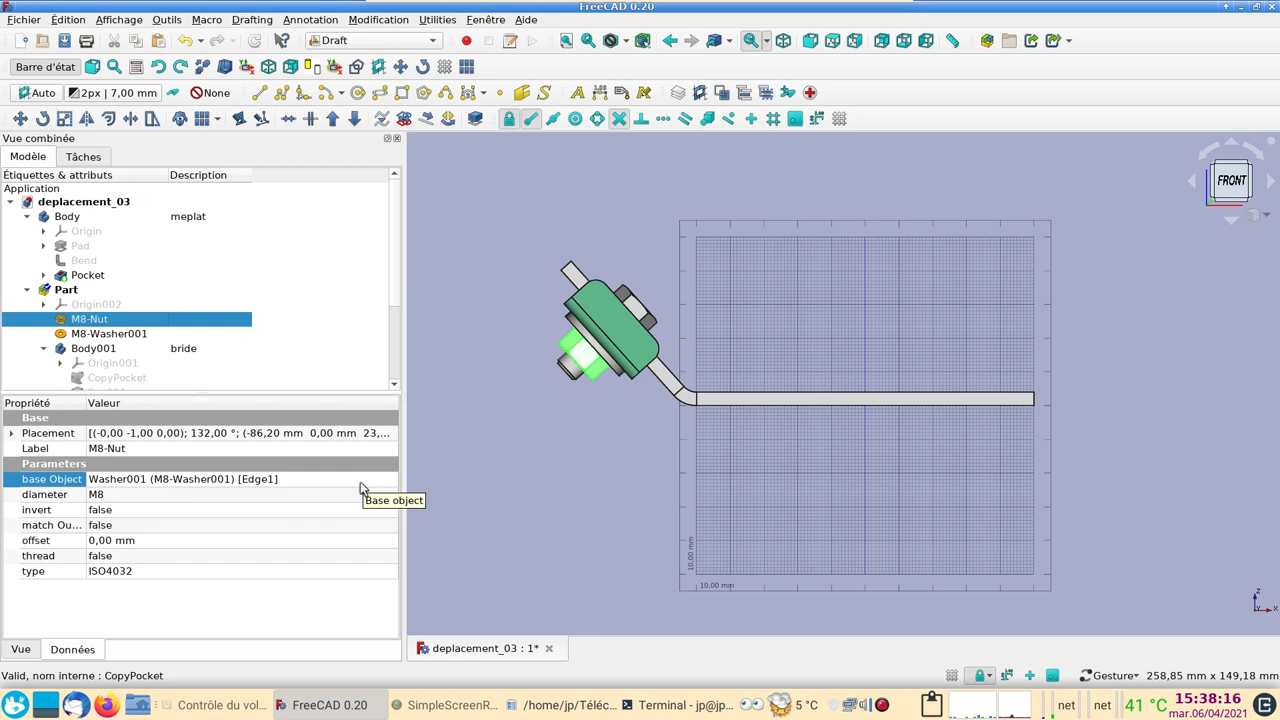 FreeCAD 0.20
Fichier Édition Affichage Outils Macro Drafting Annotation Modification Utilities Fenêtre Aide
Draft
Barre d'état
Auto 2px | 7,00 mm None
Vue combinée
Modèle Tâches
Étiquettes & attributs Description
Application
deplacement_03
Body meplat
Origin
Pad
Bend
Pocket
Part
Origin002
M8-Nut
M8-Washer001
Body001 bride
Origin001
CopyPocket
Propriété Valeur
Base
Placement [(-0,00 -1,00 0,00); 132,00 °; (-86,20 mm 0,00 mm 23,...
Label M8-Nut
Parameters
base Object Washer001 (M8-Washer001) [Edge1]
Base object
diameter M8
invert false
match Ou... false
offset 0,00 mm
thread false
type ISO4032
Vue Données
FRONT
10,00 mm
10,00 mm
Z
X
deplacement_03 : 1*
Valid, nom interne : CopyPocket
Gesture 258,85 mm x 149,18 mm
Contrôle du vol... FreeCAD 0.20 SimpleScreenR... /home/jp/Téléc... Terminal - jp@jp... 5 °C net net 41 °C 15:38:16
mar.06/04/2021